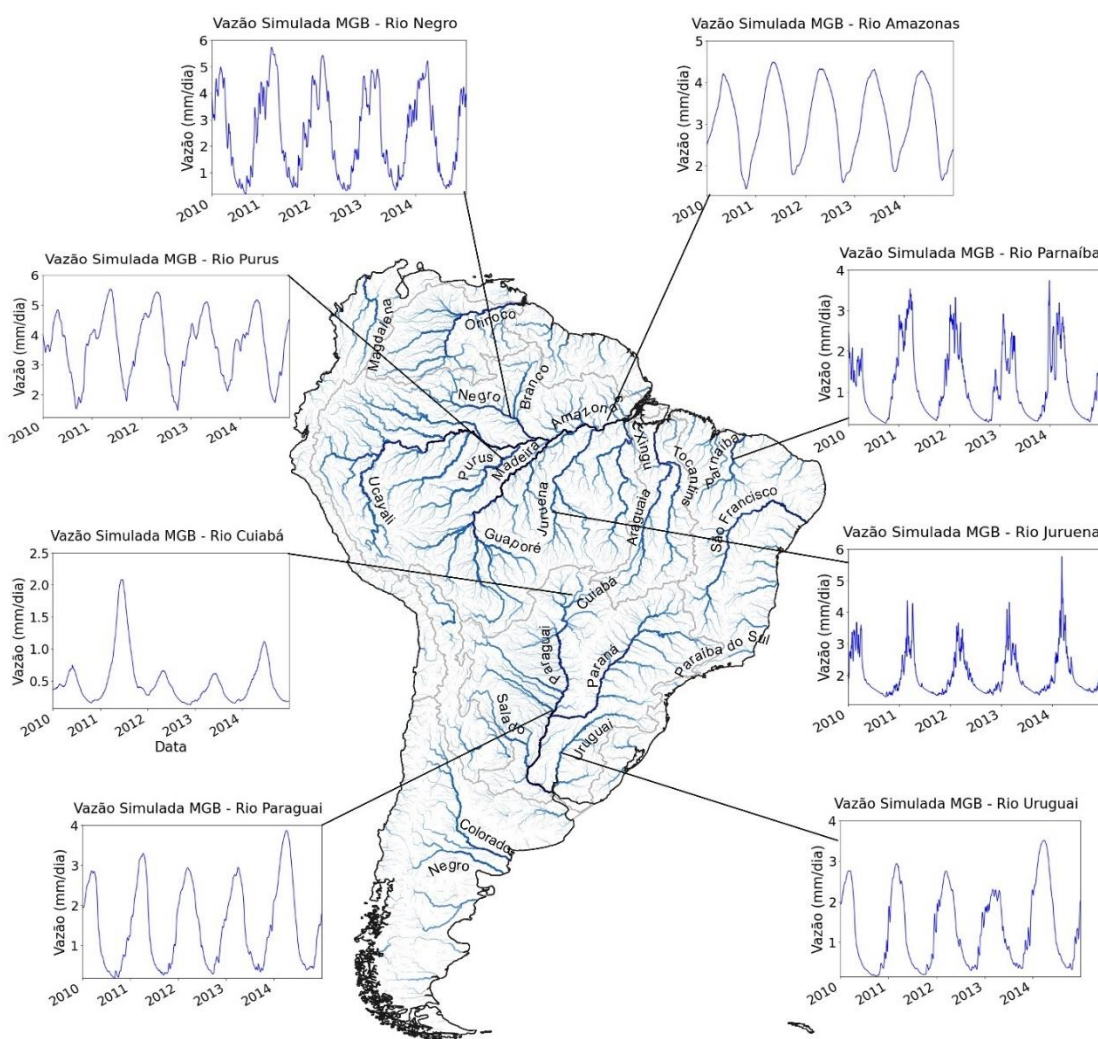 Vazão Simulada MGB - Rio Negro
Vazão (mm/dia)
6
5
4
3
2
1
2010
2011
2012
2013
2014
Vazão Simulada MGB - Rio Amazonas
Vazão (mm/dia)
5
4
3
2
2010
2011
2012
2013
2014
Vazão Simulada MGB - Rio Purus
Vazão (mm/dia)
6
5
4
3
2
2010
2011
2012
2013
2014
Vazão Simulada MGB - Rio Parnaíba
Vazão (mm/dia)
4
3
2
1
2010
2011
2012
2013
2014
Magdalena
Orinoco
Negro
Branco
Amazonas
Purus
Madeira
Ucayali
Juruena
Guaporé
Xingu
Araguaia
Tocantins
Parnaíba
São Francisco
Cuiabá
Paraguai
Paraná
Paraíba do Sul
Salado
Uruguai
Colorado
Negro
Vazão Simulada MGB - Rio Cuiabá
Vazão (mm/dia)
2.5
2.0
1.5
1.0
0.5
2010
2011
2012
2013
2014
Data
Vazão Simulada MGB - Rio Juruena
Vazão (mm/dia)
6
5
4
3
2
2010
2011
2012
2013
2014
Vazão Simulada MGB - Rio Paraguai
Vazão (mm/dia)
4
3
2
1
2010
2011
2012
2013
2014
Vazão Simulada MGB - Rio Uruguai
Vazão (mm/dia)
4
3
2
1
2010
2011
2012
2013
2014